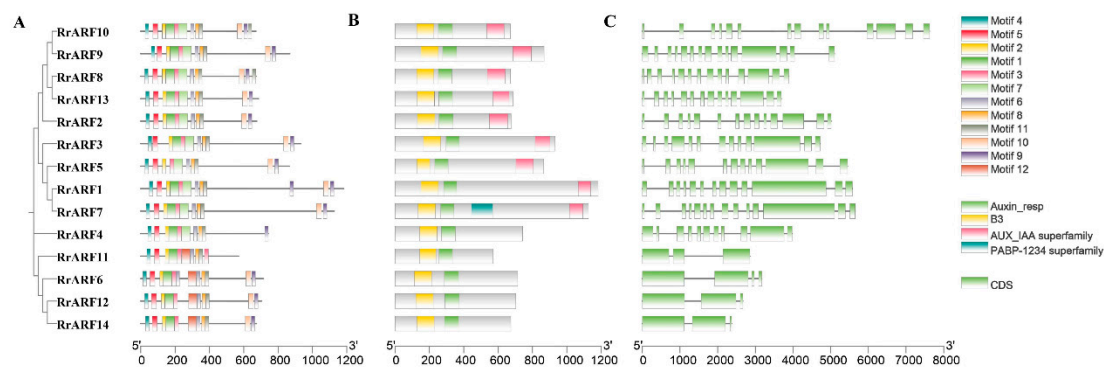 A
B
C
RrARF10
RrARF9
RrARF8
RrARF13
RrARF2
RrARF3
RrARF5
RrARF1
RrARF7
RrARF4
RrARF11
RrARF6
RrARF12
RrARF14
5' 3'
0 200 400 600 800 1000 1200
5' 3'
0 200 400 600 800 1000 1200
5' 3'
0 1000 2000 3000 4000 5000 6000 7000 8000
Motif 4
Motif 5
Motif 2
Motif 1
Motif 3
Motif 7
Motif 6
Motif 8
Motif 11
Motif 10
Motif 9
Motif 12
Auxin_resp
B3
AUX_IAA superfamily
PABP-1234 superfamily
CDS